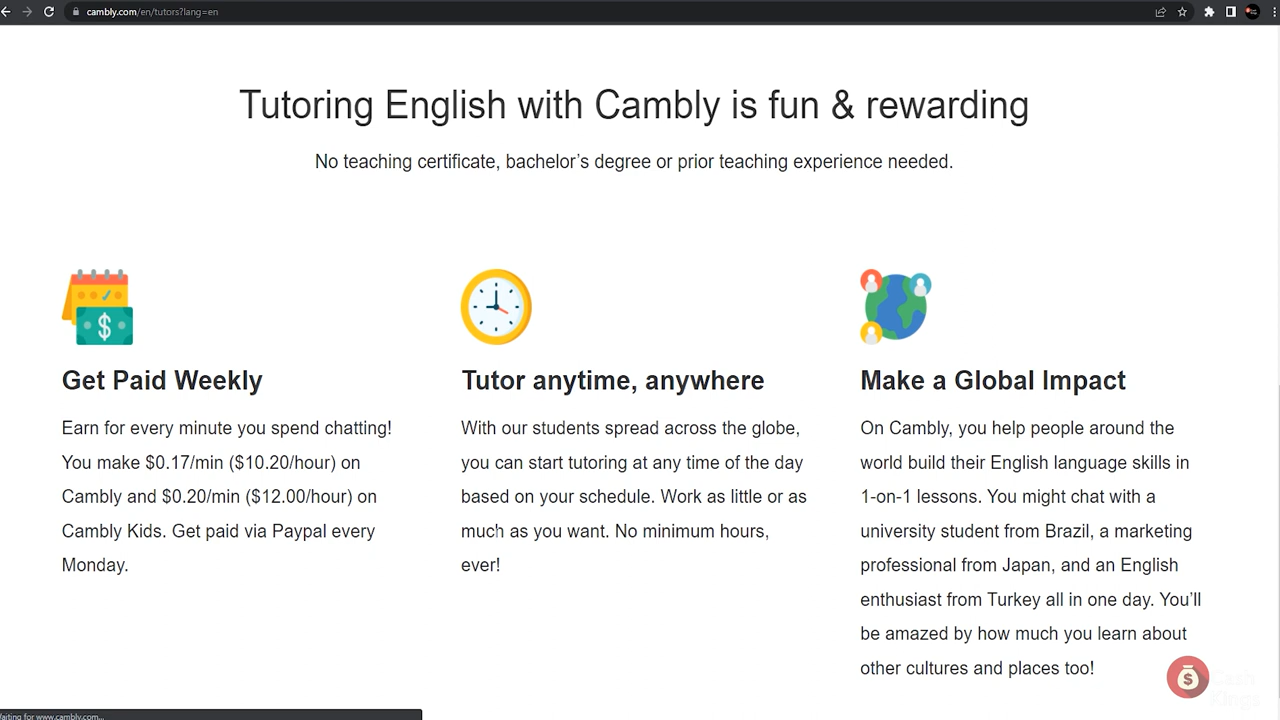 cambly.com/en/tutors?lang=en
Tutoring English with Cambly is fun & rewarding
No teaching certificate, bachelor's degree or prior teaching experience needed.
Get Paid Weekly
Earn for every minute you spend chatting!
You make $0.17/min ($10.20/hour) on
Cambly and $0.20/min ($12.00/hour) on
Cambly Kids. Get paid via Paypal every
Monday.
Tutor anytime, anywhere
With our students spread across the globe,
you can start tutoring at any time of the day
based on your schedule. Work as little or as
much as you want. No minimum hours,
ever!
Make a Global Impact
On Cambly, you help people around the
world build their English language skills in
1-on-1 lessons. You might chat with a
university student from Brazil, a marketing
professional from Japan, and an English
enthusiast from Turkey all in one day. You'll
be amazed by how much you learn about
other cultures and places too!
$
Cash
Kings
Waiting for www.cambly.com...